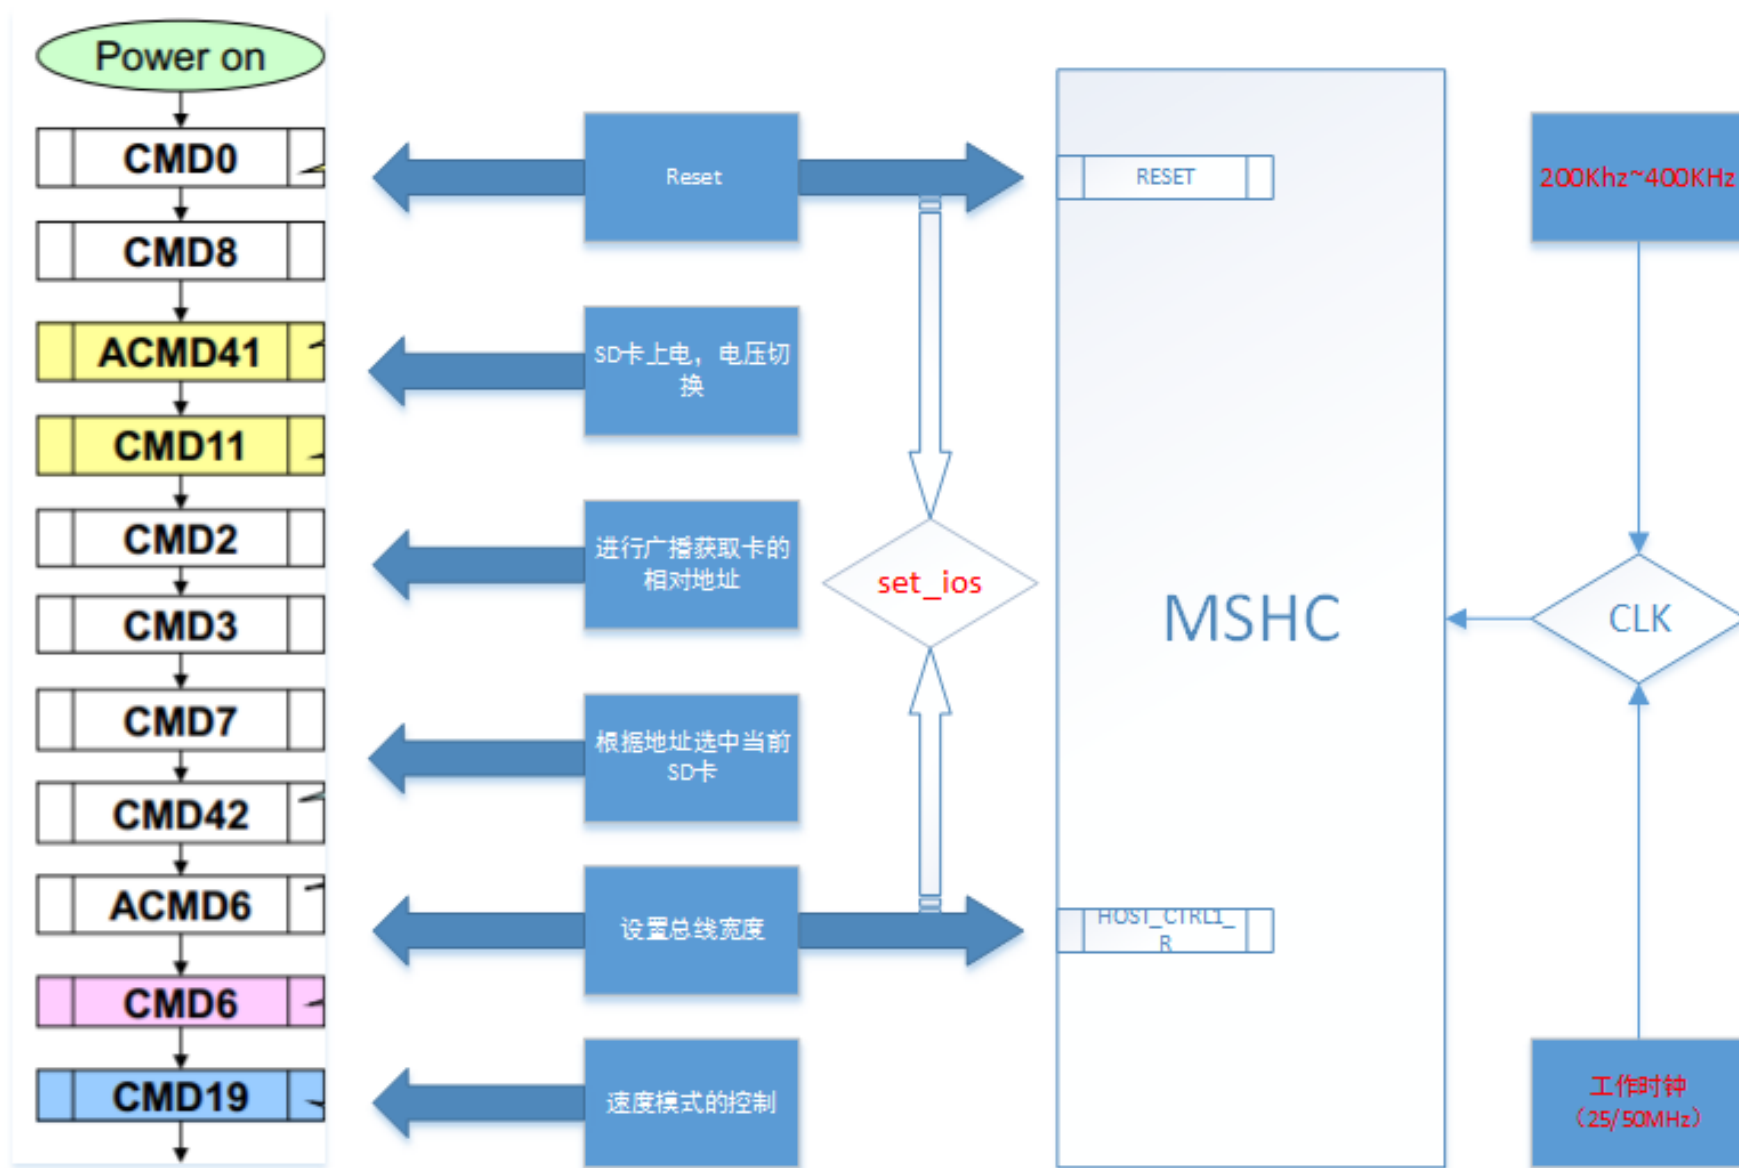 Power on
CMD0
CMD8
ACMD41
CMD11
CMD2
CMD3
CMD7
CMD42
ACMD6
CMD6
CMD19
Reset
SD卡上电，电压切
换
进行广播获取卡的
相对地址
根据地址选中当前
SD卡
设置总线宽度
速度模式的控制
set_ios
RESET
MSHC
HOST_CTRL1_
R
200Khz~400KHz
CLK
工作时钟
（25/50MHz）